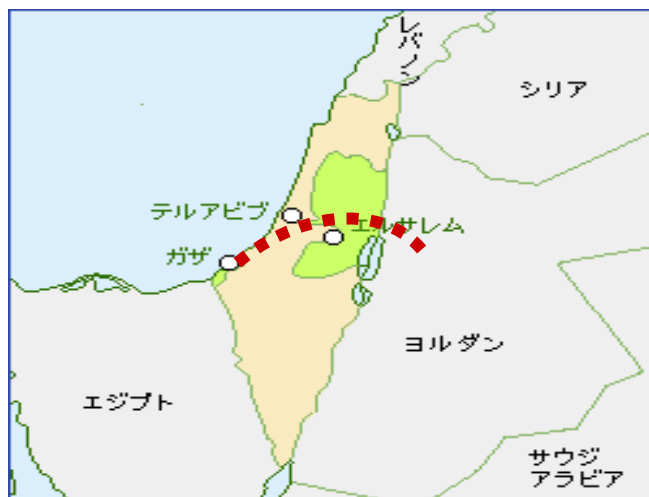 レバノン
シリア
テルアビブ
エルサレム
ガザ
ヨルダン
エジプト
サウジ
アラビア